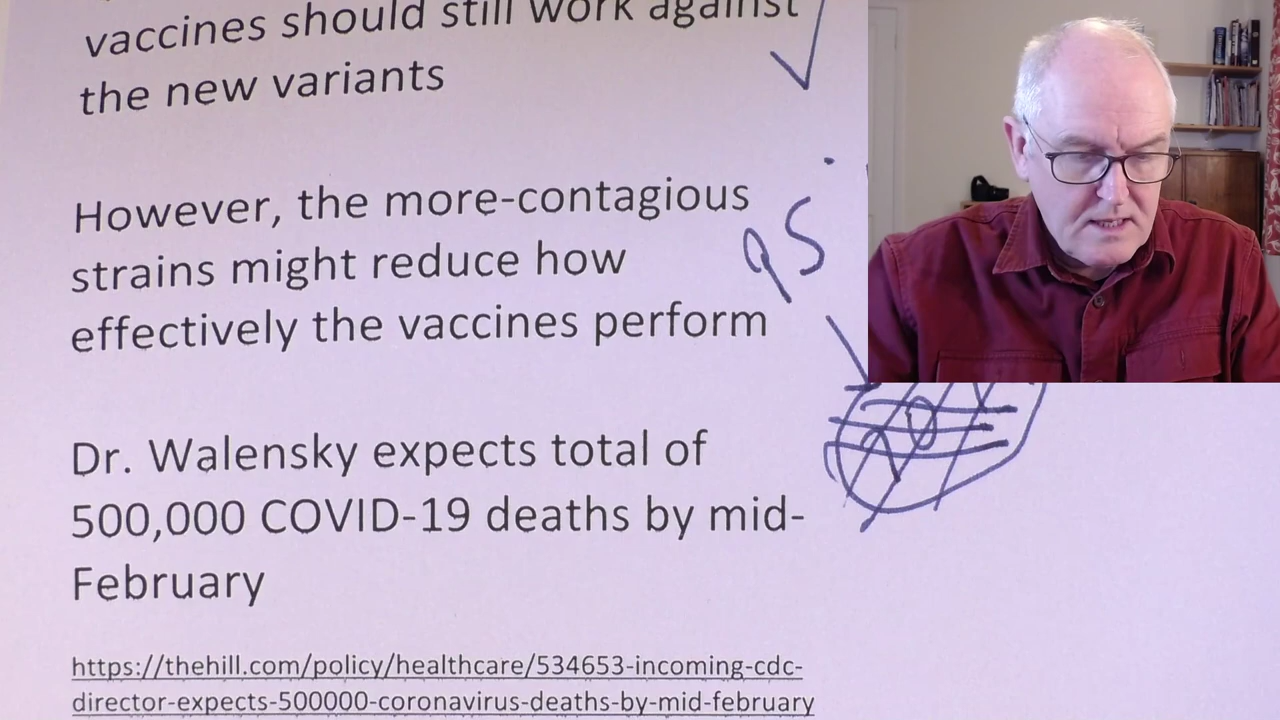 vaccines should still work against
the new variants
However, the more-contagious
strains might reduce how
effectively the vaccines perform
95
Dr. Walensky expects total of
500,000 COVID-19 deaths by mid-
February
https://thehill.com/policy/healthcare/534653-incoming-cdc-
director-expects-500000-coronavirus-deaths-by-mid-february